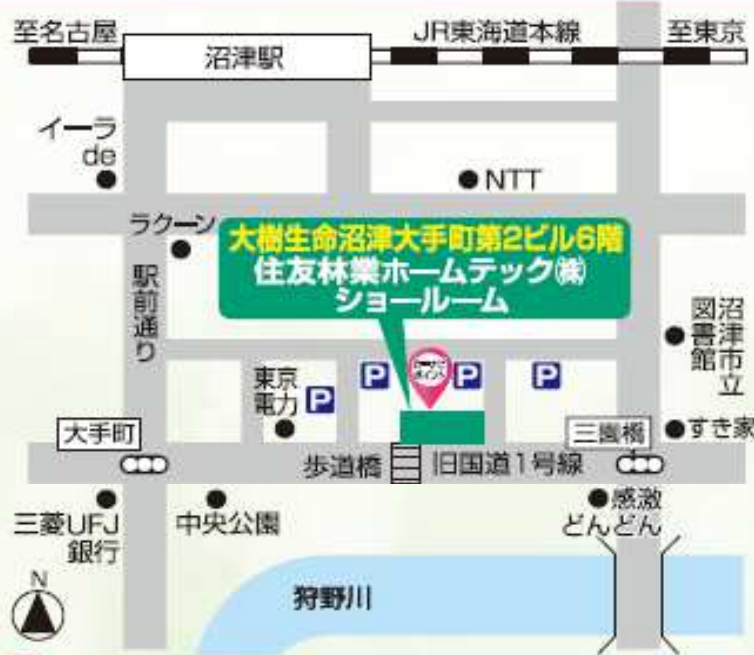 至名古屋
沼津駅
JR東海道本線
至東京
イーラ
de
NTT
ラクーン
大樹生命沼津大手町第2ビル6階
住友林業ホームテック㈱
ショールーム
駅前通り
沼津市立
図書館
東京
電力
P
P
P
P
ポイント
大手町
三園橋
すき家
歩道橋
旧国道1号線
三菱UFJ
銀行
中央公園
感激
どんどん
狩野川
N